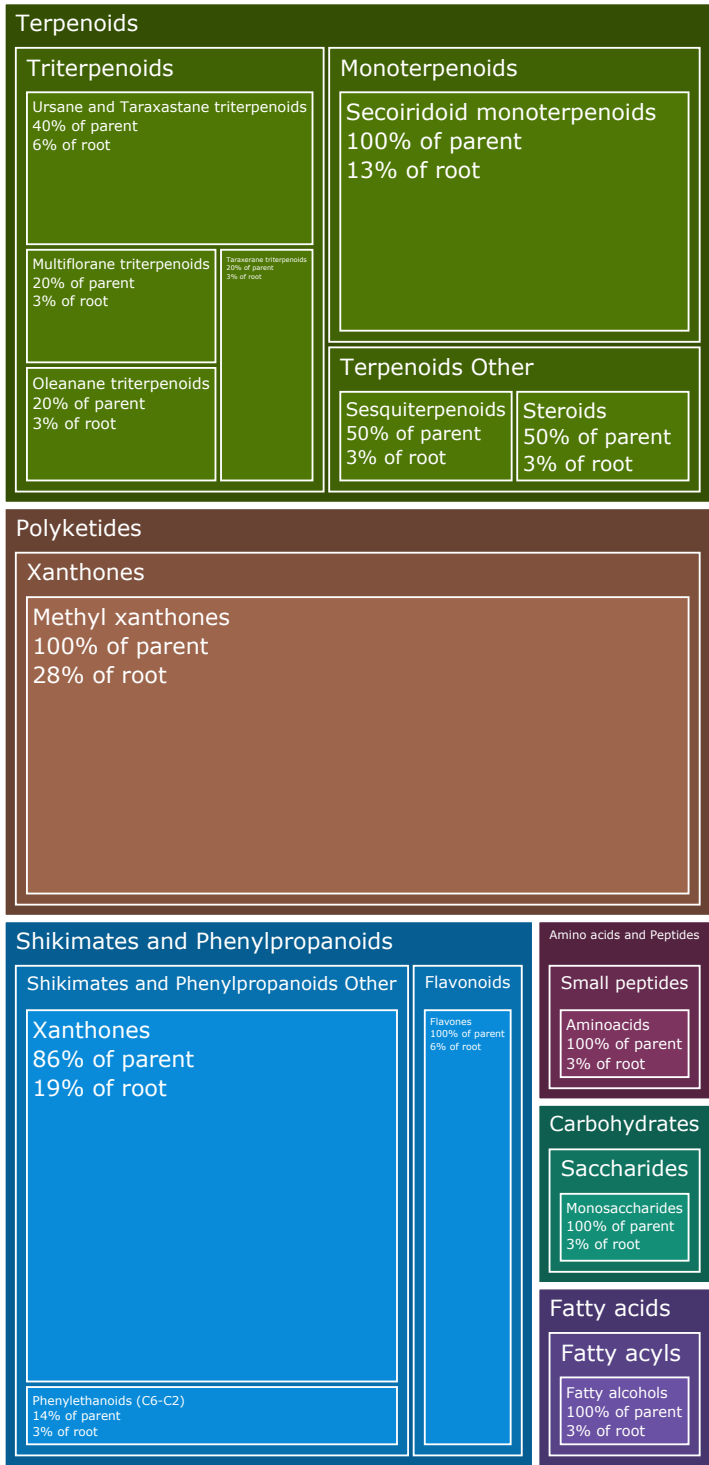 Terpenoids
Triterpenoids
Ursane and Taraxastane triterpenoids
40% of parent
6% of root
Multiflorane triterpenoids
20% of parent
3% of root
Taraxerane triterpenoids
20% of parent
3% of root
Oleanane triterpenoids
20% of parent
3% of root
Monoterpenoids
Secoiridoid monoterpenoids
100% of parent
13% of root
Terpenoids Other
Sesquiterpenoids
50% of parent
3% of root
Steroids
50% of parent
3% of root
Polyketides
Xanthones
Methyl xanthones
100% of parent
28% of root
Shikimates and Phenylpropanoids
Shikimates and Phenylpropanoids Other
Xanthones
86% of parent
19% of root
Phenylethanoids (C6-C2)
14% of parent
3% of root
Flavonoids
Flavones
100% of parent
6% of root
Amino acids and Peptides
Small peptides
Aminoacids
100% of parent
3% of root
Carbohydrates
Saccharides
Monosaccharides
100% of parent
3% of root
Fatty acids
Fatty acyls
Fatty alcohols
100% of parent
3% of root